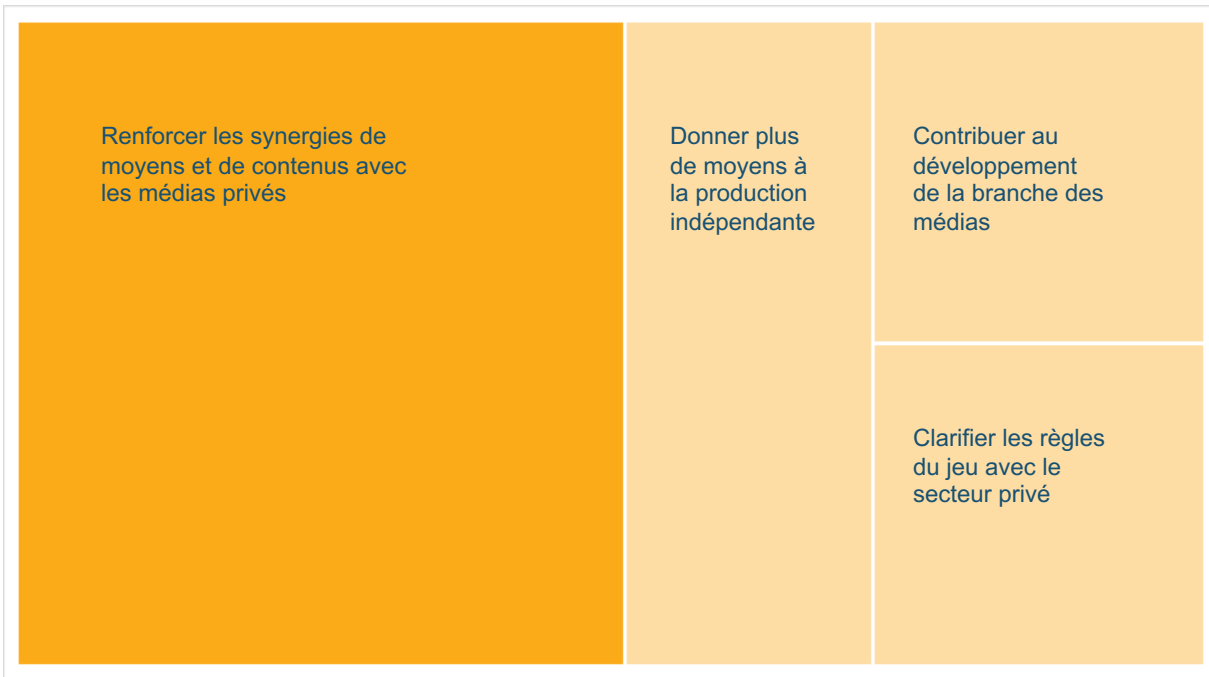 Renforcer les synergies de
moyens et de contenus avec
les médias privés
Donner plus
de moyens à
la production
indépendante
Contribuer au
développement
de la branche des
médias
Clarifier les règles
du jeu avec le
secteur privé